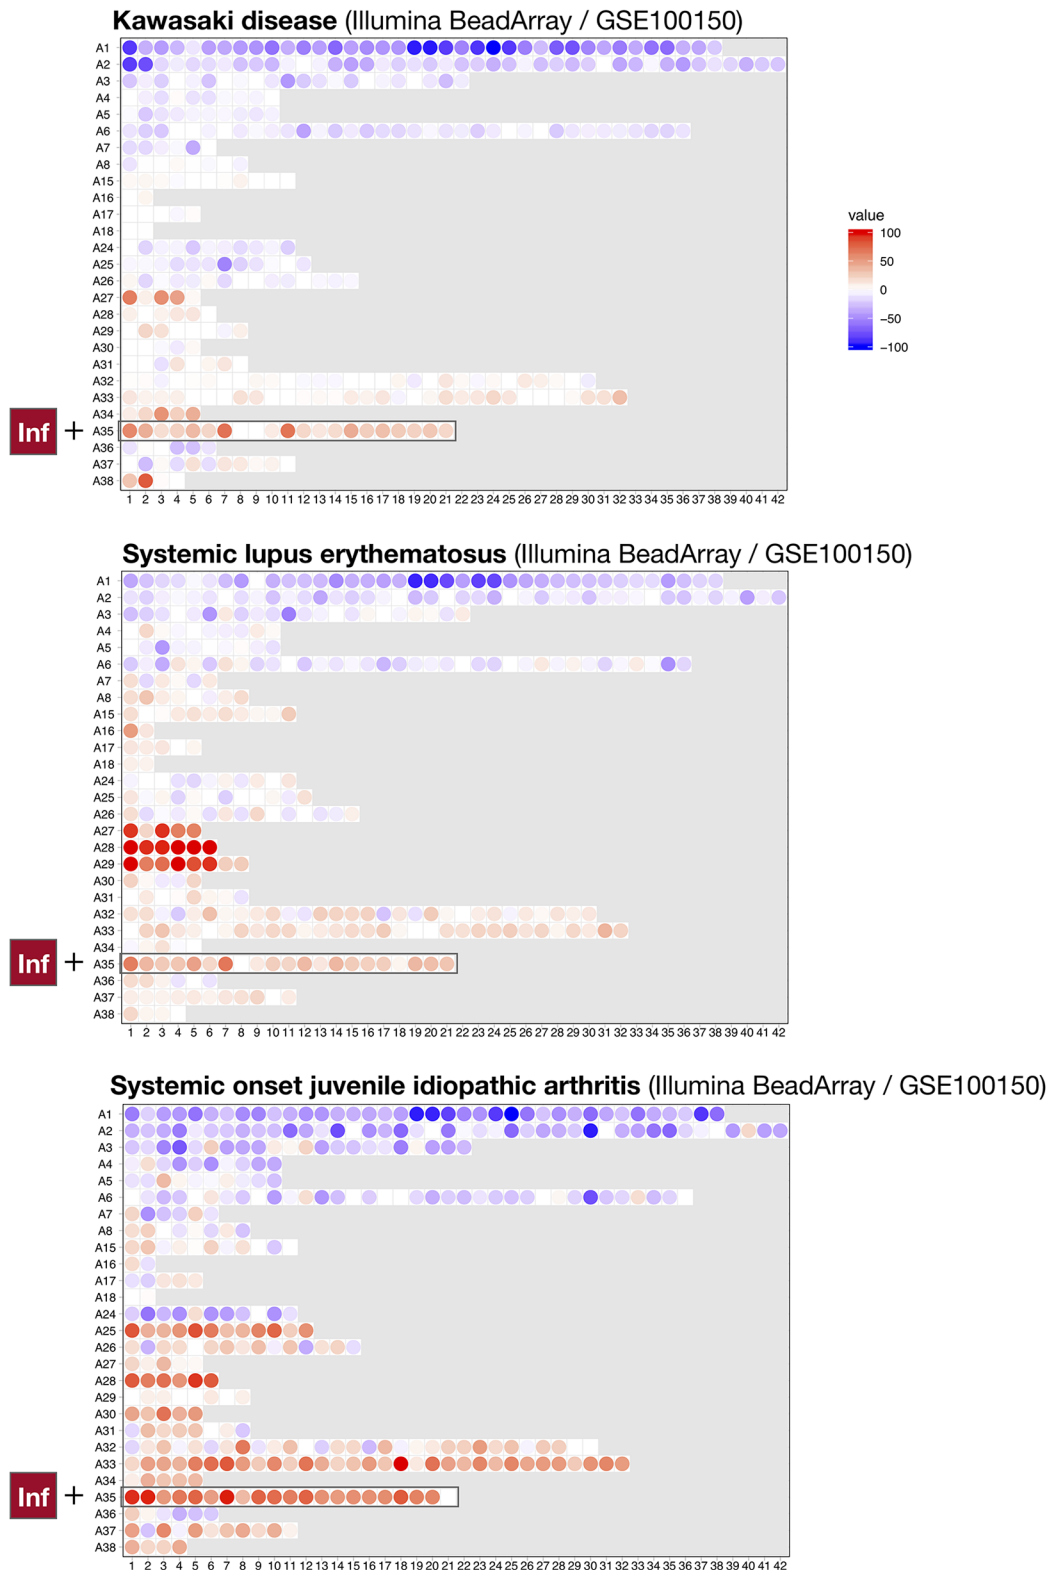 Kawasaki disease (Illumina BeadArray / GSE100150)
A1
A2
A3
A4
A5
A6
A7
A8
A15
A16
A17
A18
A24
A25
A26
A27
A28
A29
A30
A31
A32
A33
A34
Inf + A35
A36
A37
A38
1 2 3 4 5 6 7 8 9 10 11 12 13 14 15 16 17 18 19 20 21 22 23 24 25 26 27 28 29 30 31 32 33 34 35 36 37 38 39 40 41 42
value
100
50
0
−50
−100
Systemic lupus erythematosus (Illumina BeadArray / GSE100150)
A1
A2
A3
A4
A5
A6
A7
A8
A15
A16
A17
A18
A24
A25
A26
A27
A28
A29
A30
A31
A32
A33
A34
Inf + A35
A36
A37
A38
1 2 3 4 5 6 7 8 9 10 11 12 13 14 15 16 17 18 19 20 21 22 23 24 25 26 27 28 29 30 31 32 33 34 35 36 37 38 39 40 41 42
Systemic onset juvenile idiopathic arthritis (Illumina BeadArray / GSE100150)
A1
A2
A3
A4
A5
A6
A7
A8
A15
A16
A17
A18
A24
A25
A26
A27
A28
A29
A30
A31
A32
A33
A34
Inf + A35
A36
A37
A38
1 2 3 4 5 6 7 8 9 10 11 12 13 14 15 16 17 18 19 20 21 22 23 24 25 26 27 28 29 30 31 32 33 34 35 36 37 38 39 40 41 42